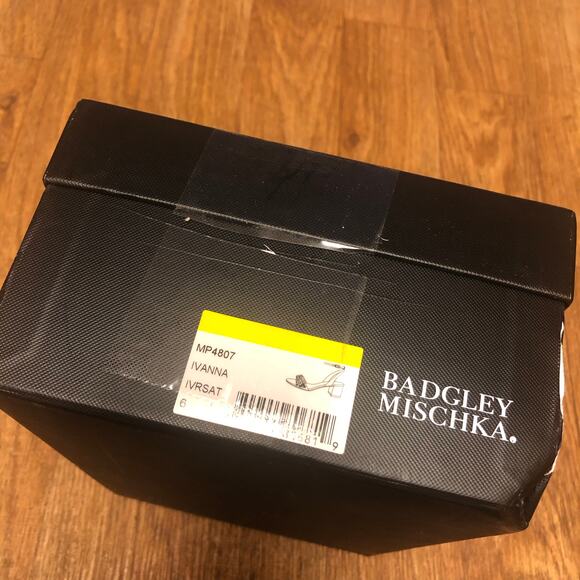 MP4807
IVANNA
IVRSAT
BADGLEY
MISCHKA.